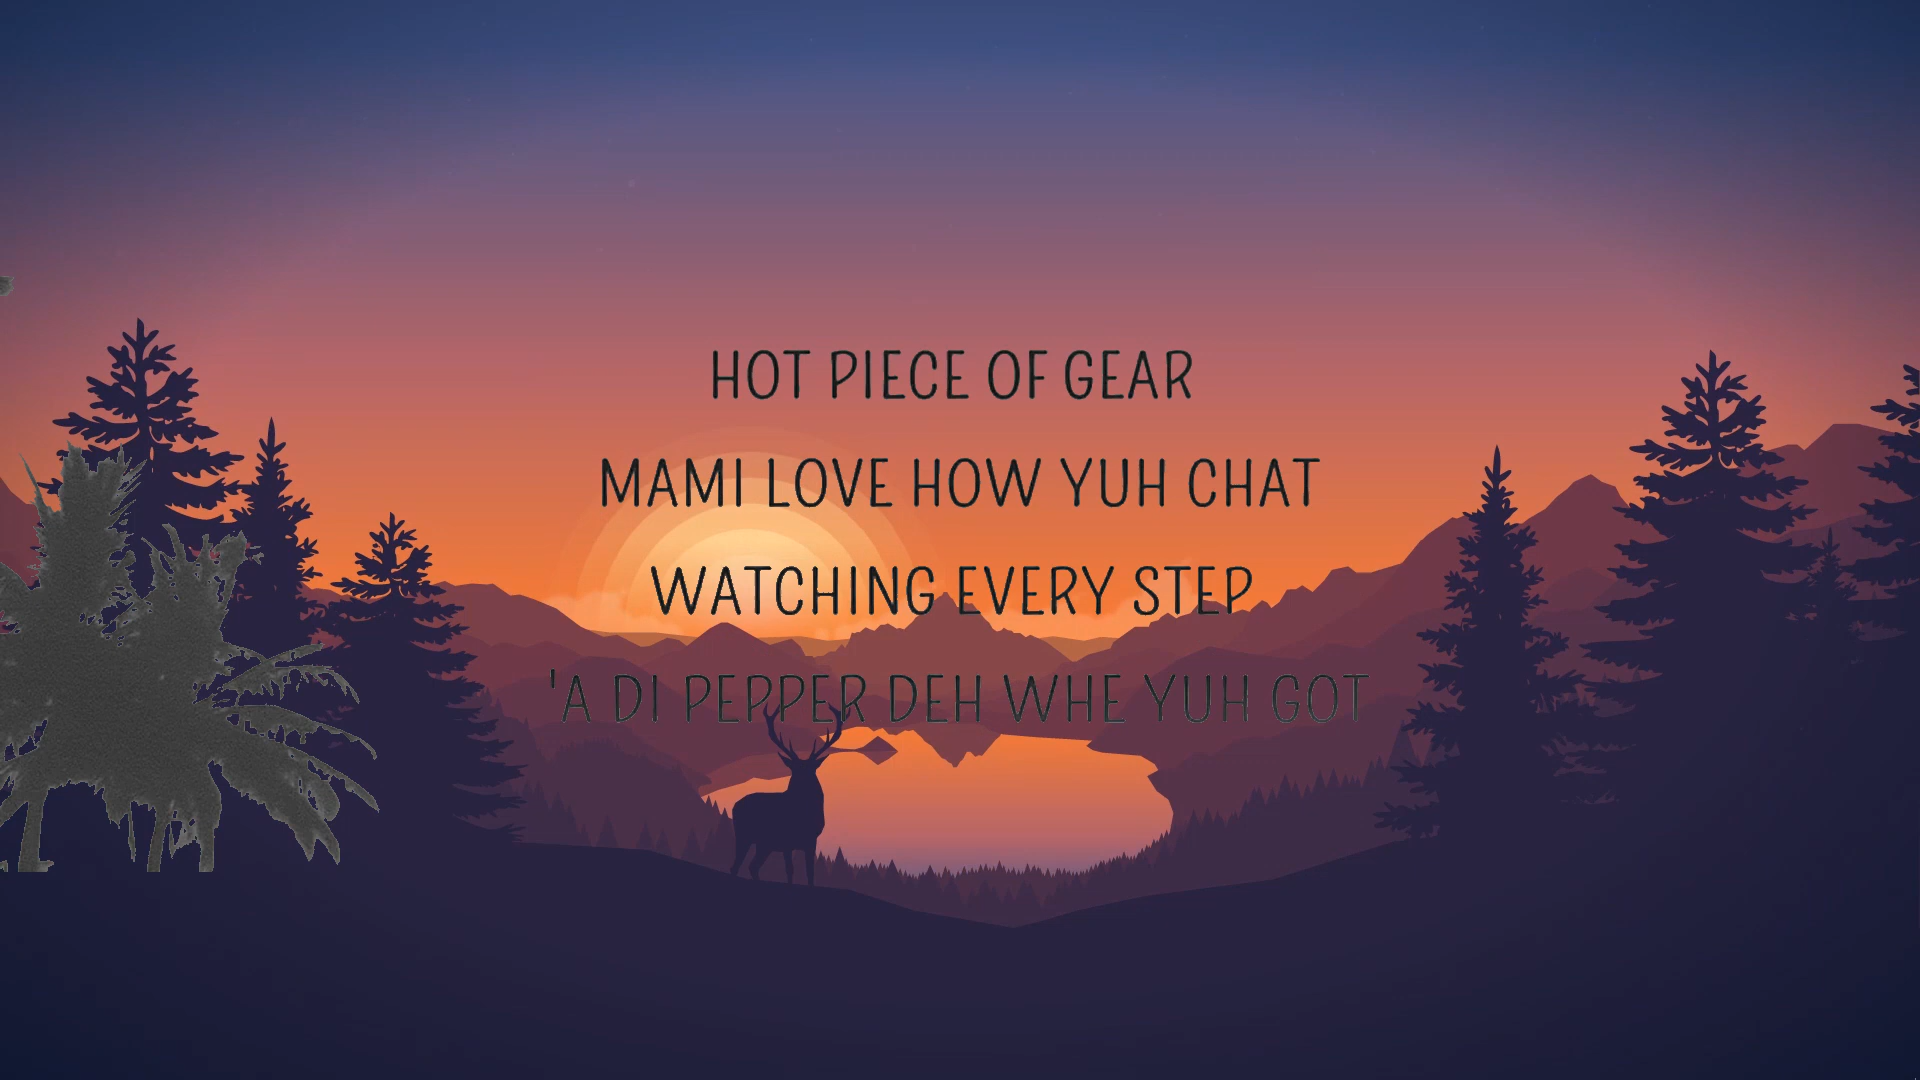 HOT PIECE OF GEAR
MAMI LOVE HOW YUH CHAT
WATCHING EVERY STEP
'A DI PEPPER DEH WHE YUH GOT